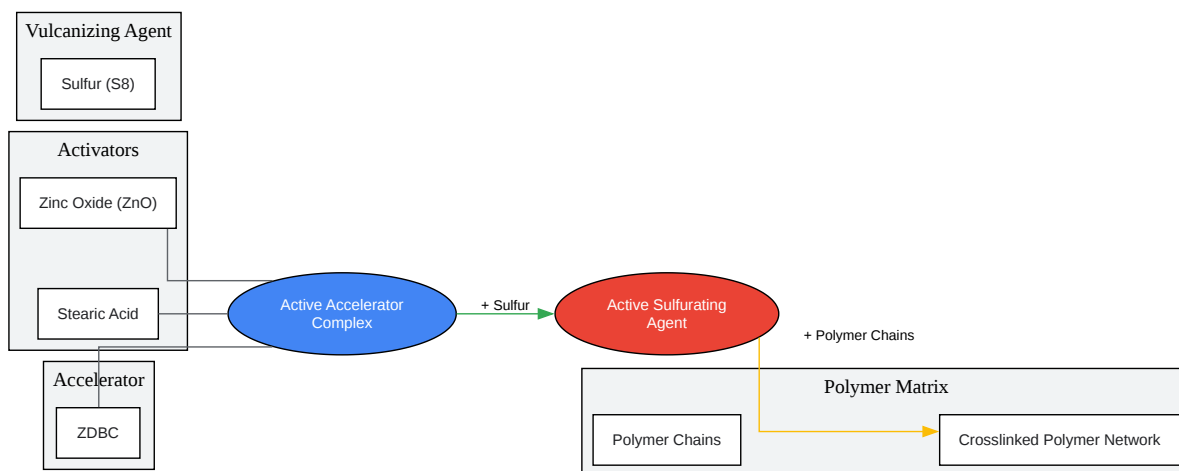 Vulcanizing Agent
Sulfur (S8)
Activators
Zinc Oxide (ZnO)
Stearic Acid
Accelerator
ZDBC
Active Accelerator
Complex
+ Sulfur
Active Sulfurating
Agent
+ Polymer Chains
Polymer Matrix
Polymer Chains
Crosslinked Polymer Network